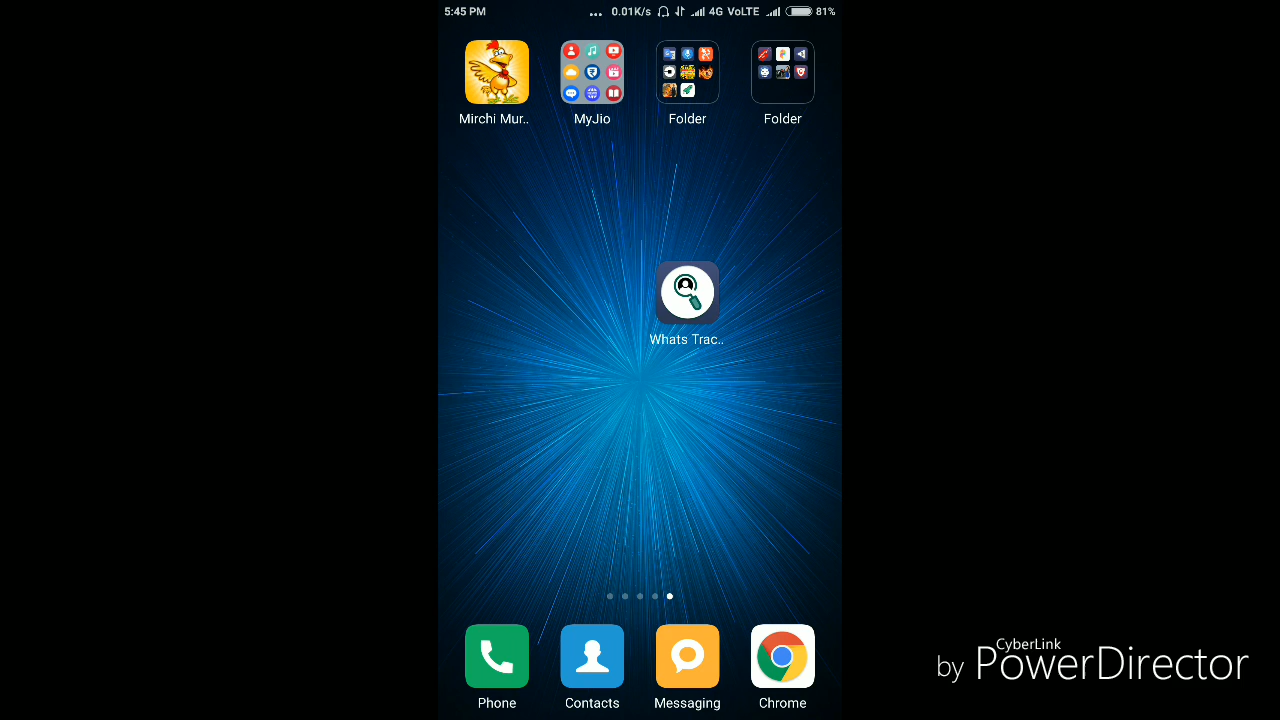 5:45 PM ... 0.01K/s 4G VoLTE 81%
Mirchi Mur.. MyJio Folder Folder
Whats Trac..
Phone Contacts Messaging Chrome
CyberLink
by PowerDirector